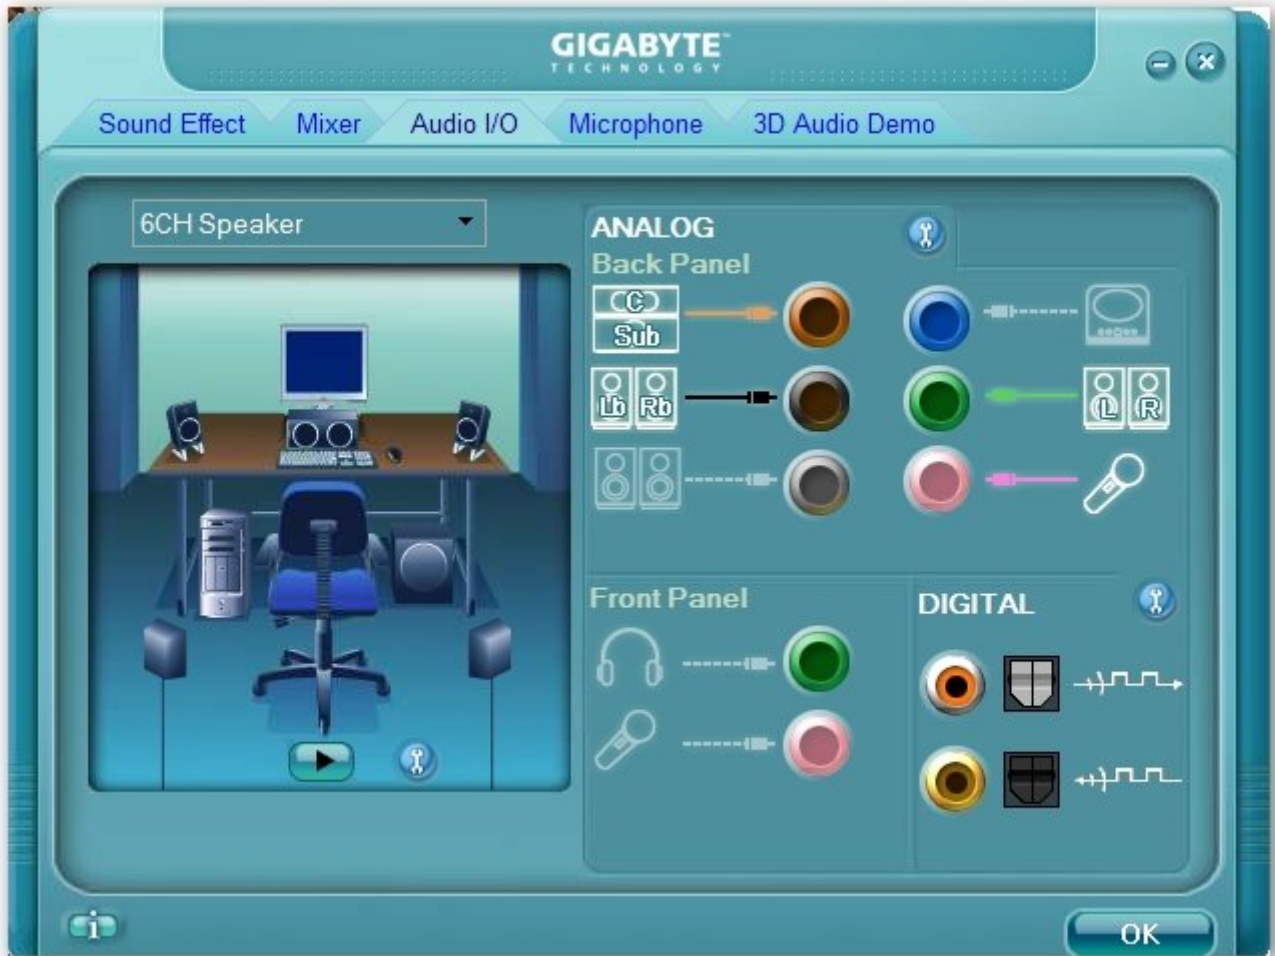 GIGABYTE™
TECHNOLOGY
Sound Effect Mixer Audio I/O Microphone 3D Audio Demo
6CH Speaker
ANALOG
Back Panel
C
Sub
Lb Rb
L R
Front Panel
DIGITAL
i
OK